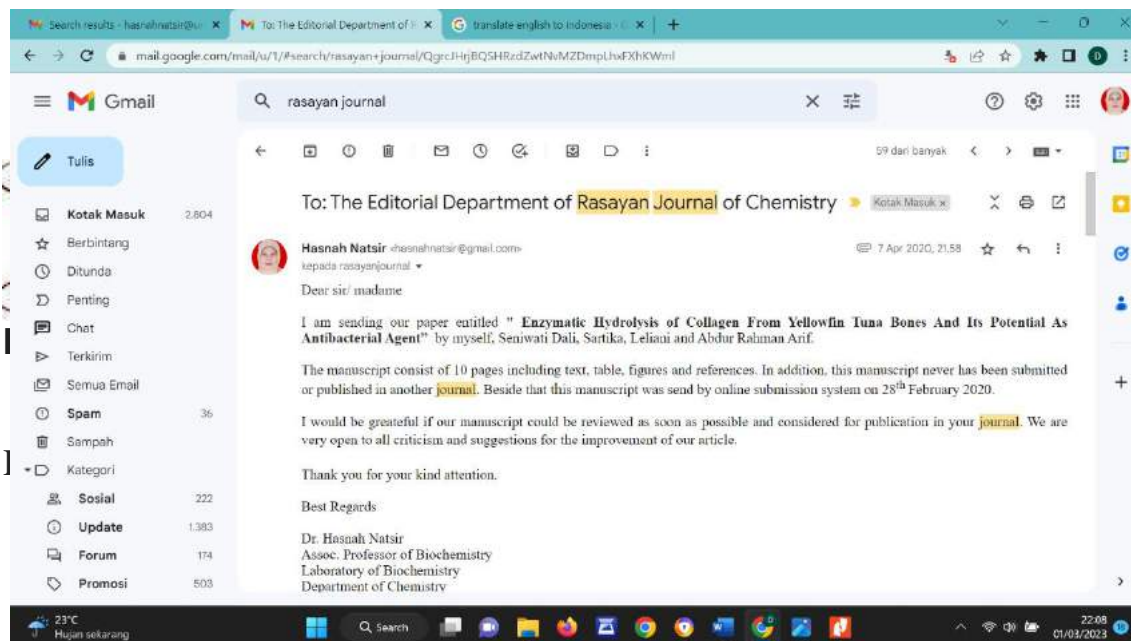 Search results - hasnahnatsir@u
To: The Editorial Department of R
translate english to indonesia - G
mail.google.com/mail/u/1/#search/rasayan+journal/QgrcJHrjBQSHRzdZwtNvMZDmpLhxFXhKWml
Gmail
rasayan journal
Tulis
59 dari banyak
Kotak Masuk 2.804
Berbintang
Ditunda
Penting
Chat
Terkirim
Semua Email
Spam 36
Sampah
Kategori
Sosial 222
Update 1.383
Forum 174
Promosi 503
To: The Editorial Department of Rasayan Journal of Chemistry Kotak Masuk x
Hasnah Natsir <hasnahnatsir@gmail.com> 7 Apr 2020, 21.58
kepada rasayanjournal
Dear sir/ madame
I am sending our paper entitled " Enzymatic Hydrolysis of Collagen From Yellowfin Tuna Bones And Its Potential As
Antibacterial Agent" by myself, Seniwati Dali, Sartika, Leliani and Abdur Rahman Arif.
The manuscript consist of 10 pages including text, table, figures and references. In addition, this manuscript never has been submitted
or published in another journal. Beside that this manuscript was send by online submission system on 28th February 2020.
I would be greateful if our manuscript could be reviewed as soon as possible and considered for publication in your journal. We are
very open to all criticism and suggestions for the improvement of our article.
Thank you for your kind attention.
Best Regards
Dr. Hasnah Natsir
Assoc. Professor of Biochemistry
Laboratory of Biochemistry
Department of Chemistry
23°C
Hujan sekarang
Search
22:08
01/03/2023